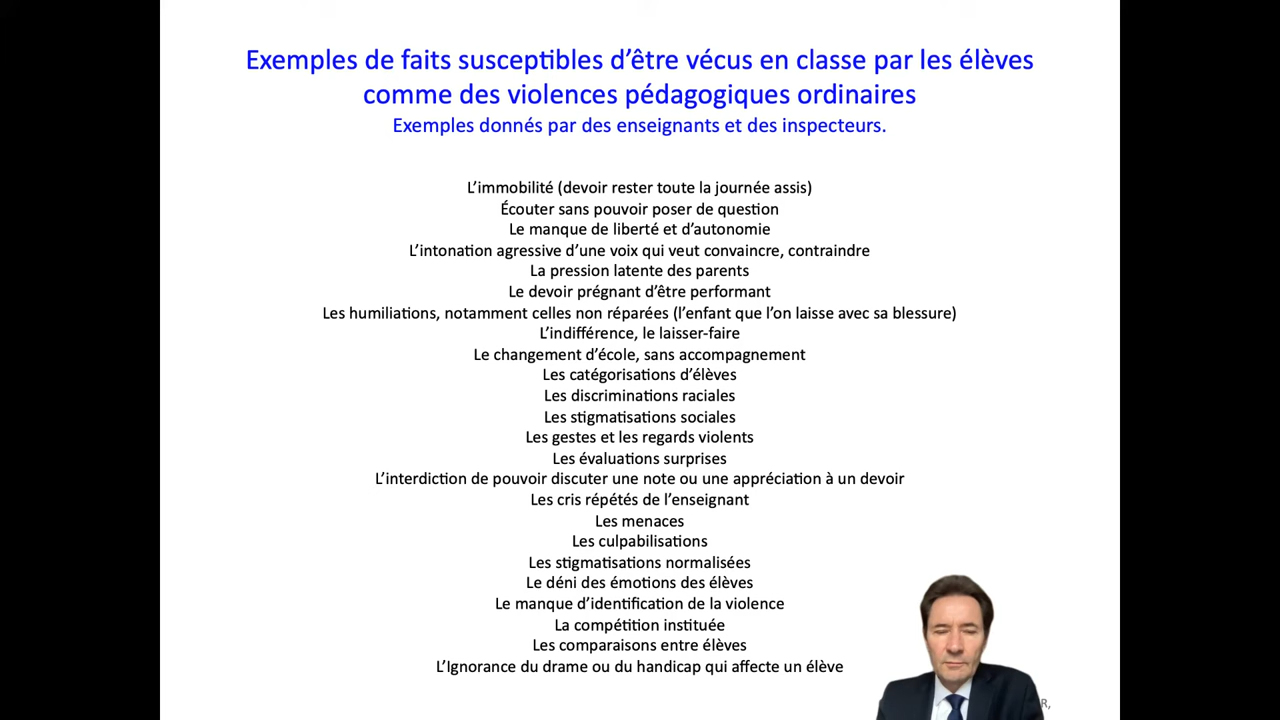 Exemples de faits susceptibles d'être vécus en classe par les élèves
comme des violences pédagogiques ordinaires
Exemples donnés par des enseignants et des inspecteurs.
L'immobilité (devoir rester toute la journée assis)
Écouter sans pouvoir poser de question
Le manque de liberté et d'autonomie
L'intonation agressive d'une voix qui veut convaincre, contraindre
La pression latente des parents
Le devoir prégnant d'être performant
Les humiliations, notamment celles non réparées (l'enfant que l'on laisse avec sa blessure)
L'indifférence, le laisser-faire
Le changement d'école, sans accompagnement
Les catégorisations d'élèves
Les discriminations raciales
Les stigmatisations sociales
Les gestes et les regards violents
Les évaluations surprises
L'interdiction de pouvoir discuter une note ou une appréciation à un devoir
Les cris répétés de l'enseignant
Les menaces
Les culpabilisations
Les stigmatisations normalisées
Le déni des émotions des élèves
Le manque d'identification de la violence
La compétition instituée
Les comparaisons entre élèves
L'Ignorance du drame ou du handicap qui affecte un élève